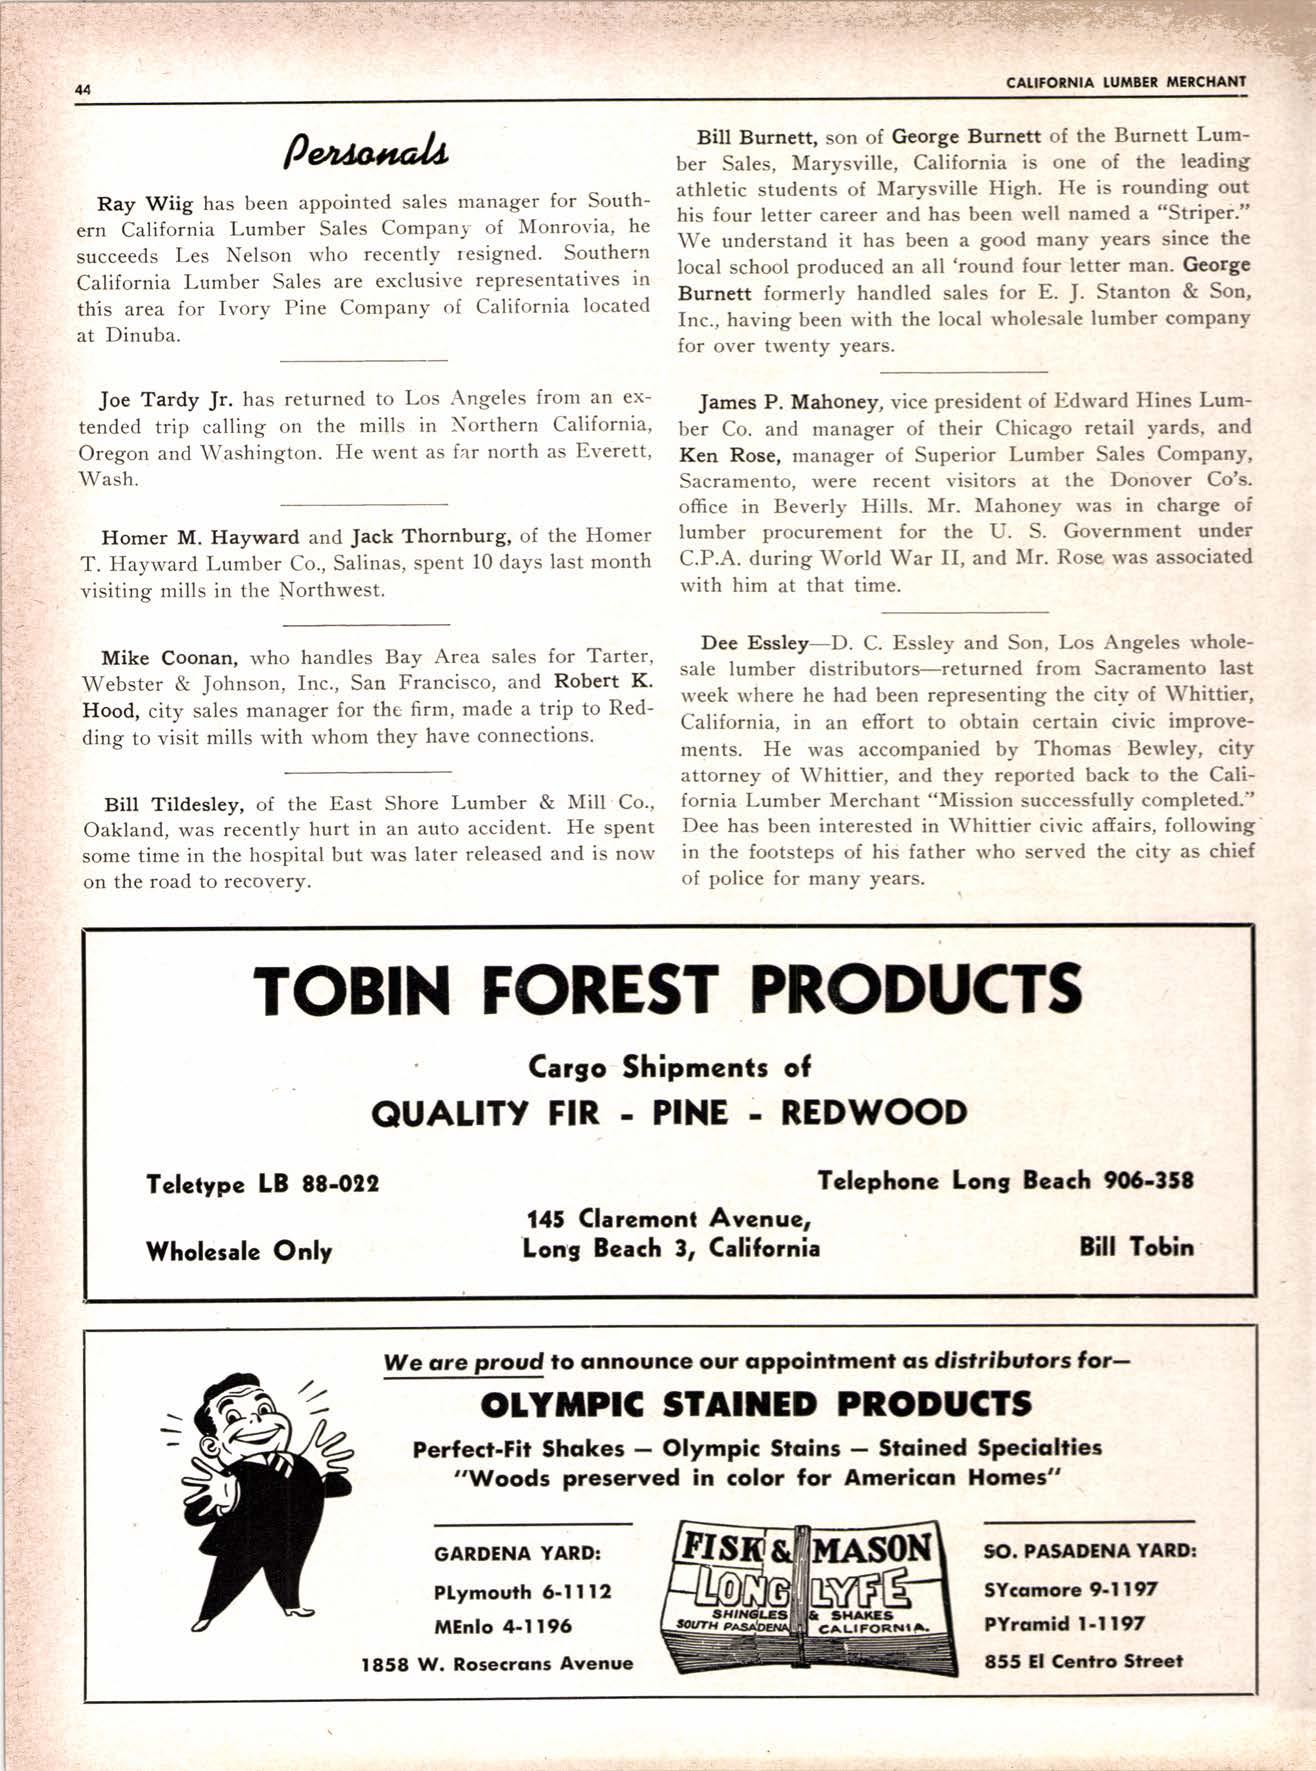 44
CALIFORNIA LUMBER MERCHANT
Personals
Ray Wiig has been appointed sales manager for South-
ern California Lumber Sales Company of Monrovia, he
succeeds Les Nelson who recently resigned. Southern
California Lumber Sales are exclusive representatives in
this area for Ivory Pine Company of California located
at Dinuba.
Joe Tardy Jr. has returned to Los Angeles from an ex-
tended trip calling on the mills in Northern California,
Oregon and Washington. He went as far north as Everett,
Wash.
Homer M. Hayward and Jack Thornburg, of the Homer
T. Hayward Lumber Co., Salinas, spent 10 days last month
visiting mills in the Northwest.
Mike Coonan, who handles Bay Area sales for Tarter,
Webster & Johnson, Inc., San Francisco, and Robert K.
Hood, city sales manager for the firm, made a trip to Red-
ding to visit mills with whom they have connections.
Bill Tildesley, of the East Shore Lumber & Mill Co.,
Oakland, was recently hurt in an auto accident. He spent
some time in the hospital but was later released and is now
on the road to recovery.
Bill Burnett, son of George Burnett of the Burnett Lum-
ber Sales, Marysville, California is one of the leading
athletic students of Marysville High. He is rounding out
his four letter career and has been well named a "Striper."
We understand it has been a good many years since the
local school produced an all 'round four letter man. George
Burnett formerly handled sales for E. J. Stanton & Son,
Inc., having been with the local wholesale lumber company
for over twenty years.
James P. Mahoney, vice president of Edward Hines Lum-
ber Co. and manager of their Chicago retail yards, and
Ken Rose, manager of Superior Lumber Sales Company,
Sacramento, were recent visitors at the Donover Co's.
office in Beverly Hills. Mr. Mahoney was in charge of
lumber procurement for the U. S. Government under
C.P.A. during World War II, and Mr. Rose was associated
with him at that time.
Dee Essley—D. C. Essley and Son, Los Angeles whole-
sale lumber distributors—returned from Sacramento last
week where he had been representing the city of Whittier,
California, in an effort to obtain certain civic improve-
ments. He was accompanied by Thomas Bewley, city
attorney of Whittier, and they reported back to the Cali-
fornia Lumber Merchant "Mission successfully completed."
Dee has been interested in Whittier civic affairs, following
in the footsteps of his father who served the city as chief
of police for many years.
TOBIN FOREST PRODUCTS
Cargo Shipments of
QUALITY FIR - PINE - REDWOOD
Teletype LB 88-022
Telephone Long Beach 906-358
145 Claremont Avenue,
Wholesale Only
Long Beach 3, California
Bill Tobin
We are proud to announce our appointment as distributors for—
OLYMPIC STAINED PRODUCTS
Perfect-Fit Shakes — Olympic Stains — Stained Specialties
"Woods preserved in color for American Homes"
GARDENA YARD:
PLymouth 6-1112
MEnlo 4-1196
1858 W. Rosecrans Avenue
FISK & MASON
LONG LYFE
SHINGLES & SHAKES
SOUTH PASADENA CALIFORNIA.
SO. PASADENA YARD:
SYcamore 9-1197
PYramid 1-1197
855 El Centro Street